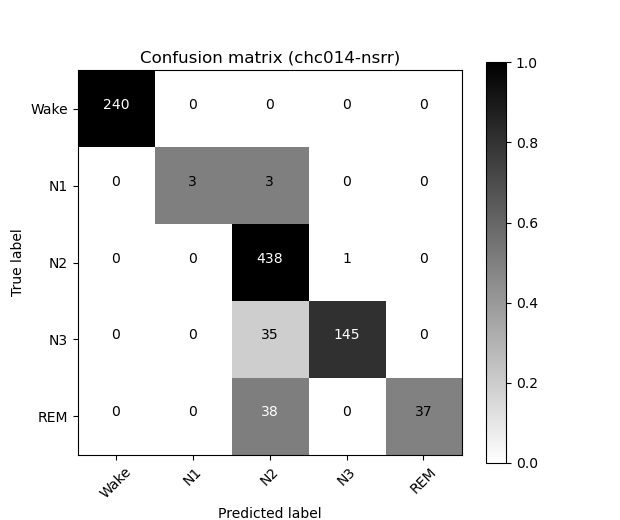 Confusion matrix (chc014-nsrr)
Wake 240 0 0 0 0
N1 0 3 3 0 0
N2 0 0 438 1 0
N3 0 0 35 145 0
REM 0 0 38 0 37
Wake N1 N2 N3 REM
Predicted label
True label
1.0
0.8
0.6
0.4
0.2
0.0